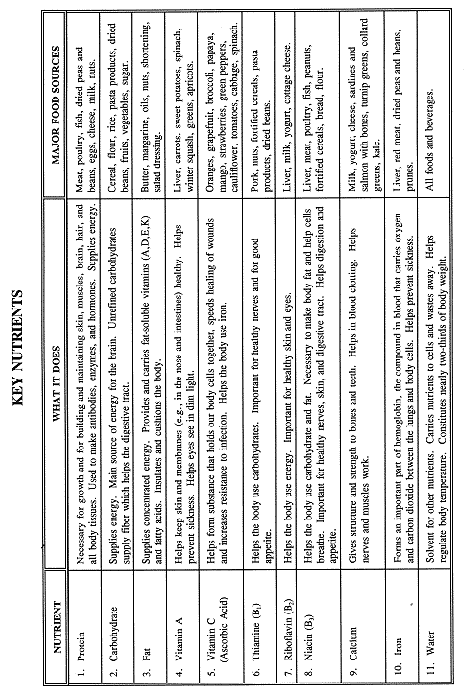 KEY NUTRIENTS
NUTRIENT WHAT IT DOES MAJOR FOOD SOURCES
1. Protein Necessary for growth and for building and maintaining skin, muscles, brain, hair, and Meat, poultry, fish, dried peas and
all body tissues. Used to make antibodies, enzymes, and hormones. Supplies energy. beans, eggs, cheese, milk, nuts.
2. Carbohydrate Supplies energy. Main source of energy for the brain. Unrefined carbohydrates Cereal, flour, rice, pasta products, dried
supply fiber which helps the digestive tract. beans, fruits, vegetables, sugar.
3. Fat Supplies concentrated energy. Provides and carries fat-soluble vitamins (A,D,E,K) Butter, margarine, oils, nuts, shortening,
and fatty acids. Insulates and cushions the body. salad dressing.
4. Vitamin A Helps keep skin and membranes (e.g., in the nose and intestines) healthy. Helps Liver, carrots, sweet potatoes, spinach,
prevent sickness. Helps eyes see in dim light. winter squash, greens, apricots.
5. Vitamin C Helps form substance that holds our body cells together, speeds healing of wounds Oranges, grapefruit, broccoli, papaya,
(Ascorbic Acid) and increases resistance to infection. Helps the body use iron. mango, strawberries, green peppers,
cauliflower, tomatoes, cabbage, spinach.
6. Thiamine (B₁) Helps the body use carbohydrates. Important for healthy nerves and for good Pork, nuts, fortified cereals, pasta
appetite. products, dried beans.
7. Riboflavin (B₂) Helps the body use energy. Important for healthy skin and eyes. Liver, milk, yogurt, cottage cheese.
8. Niacin (B₃) Helps the body use carbohydrate and fat. Necessary to make body fat and help cells Liver, meat, poultry, fish, peanuts,
breathe. Important for healthy nerves, skin, and digestive tract. Helps digestion and fortified cereals, bread, flour.
appetite.
9. Calcium Gives structure and strength to bones and teeth. Helps in blood clotting. Helps Milk, yogurt, cheese, sardines and
nerves and muscles work. salmon with bones, turnip greens, collard
greens, kale.
10. Iron Forms an important part of hemoglobin, the compound in blood that carries oxygen Liver, red meat, dried peas and beans,
and carbon dioxide between the lungs and body cells. Helps prevent sickness. prunes.
11. Water Solvent for other nutrients. Carries nutrients to cells and wastes away. Helps All foods and beverages.
regulate body temperature. Constitutes nearly two-thirds of body weight.